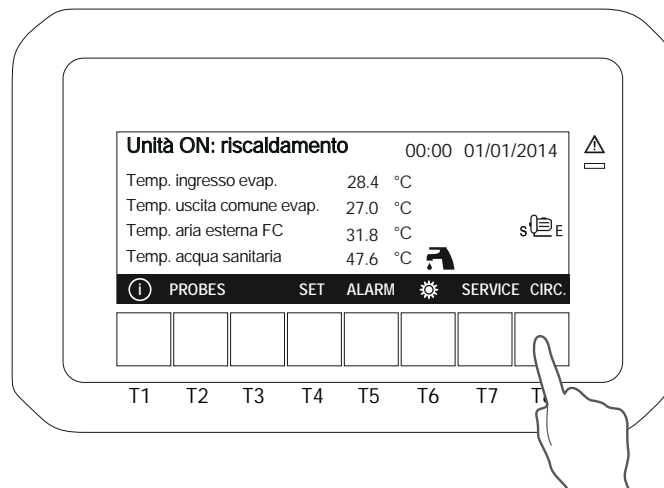 Unità ON: riscaldamento 00:00 01/01/2014
Temp. ingresso evap. 28.4 °C
Temp. uscita comune evap. 27.0 °C
Temp. aria esterna FC 31.8 °C
S E
Temp. acqua sanitaria 47.6 °C
i PROBES SET ALARM SERVICE CIRC.
T1 T2 T3 T4 T5 T6 T7